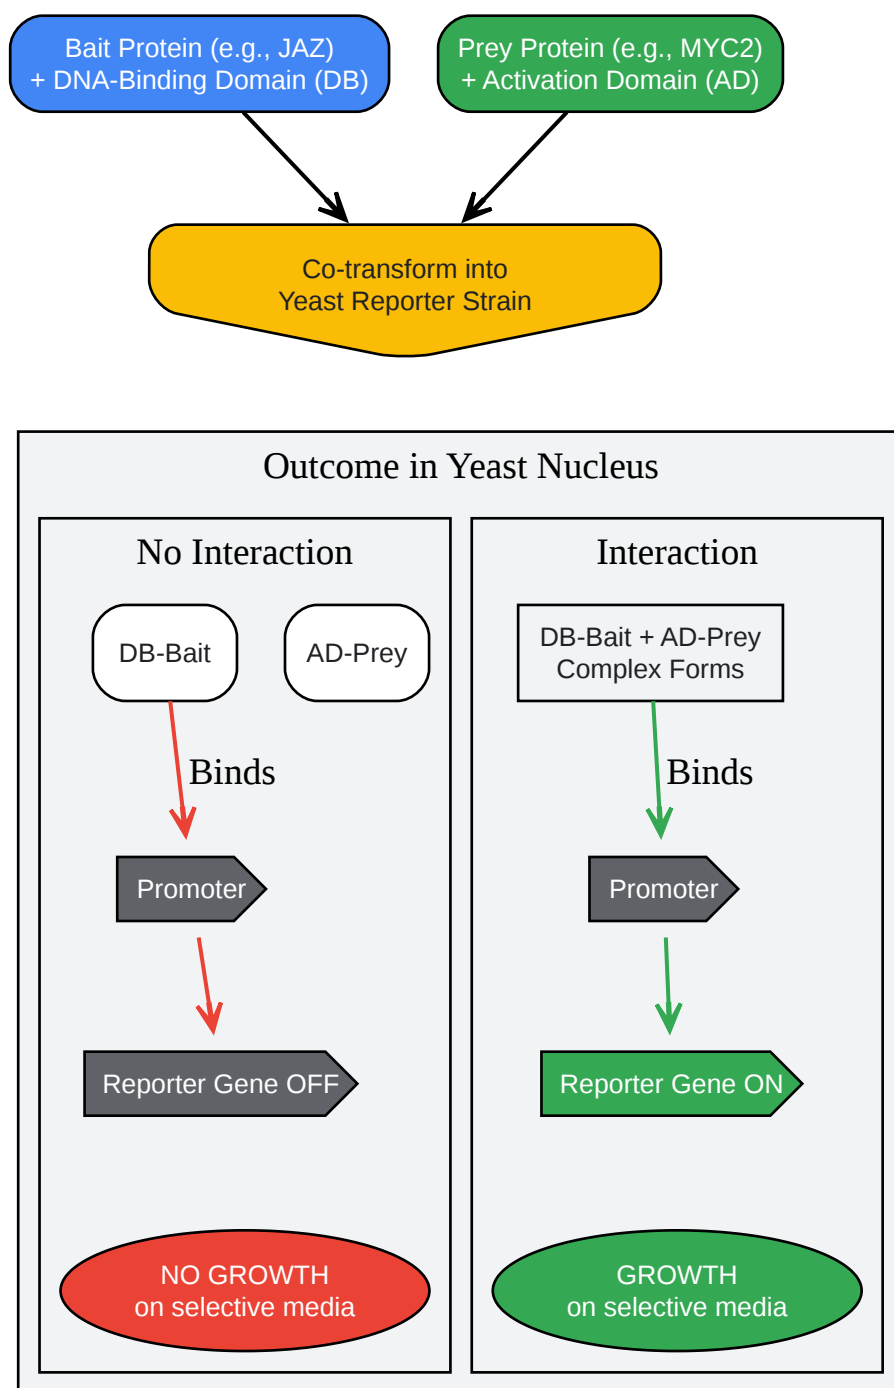 Bait Protein (e.g., JAZ)
+ DNA-Binding Domain (DB)
Prey Protein (e.g., MYC2)
+ Activation Domain (AD)
Co-transform into
Yeast Reporter Strain
Outcome in Yeast Nucleus
No Interaction
DB-Bait
AD-Prey
Binds
Promoter
Reporter Gene OFF
NO GROWTH
on selective media
Interaction
DB-Bait + AD-Prey
Complex Forms
Binds
Promoter
Reporter Gene ON
GROWTH
on selective media